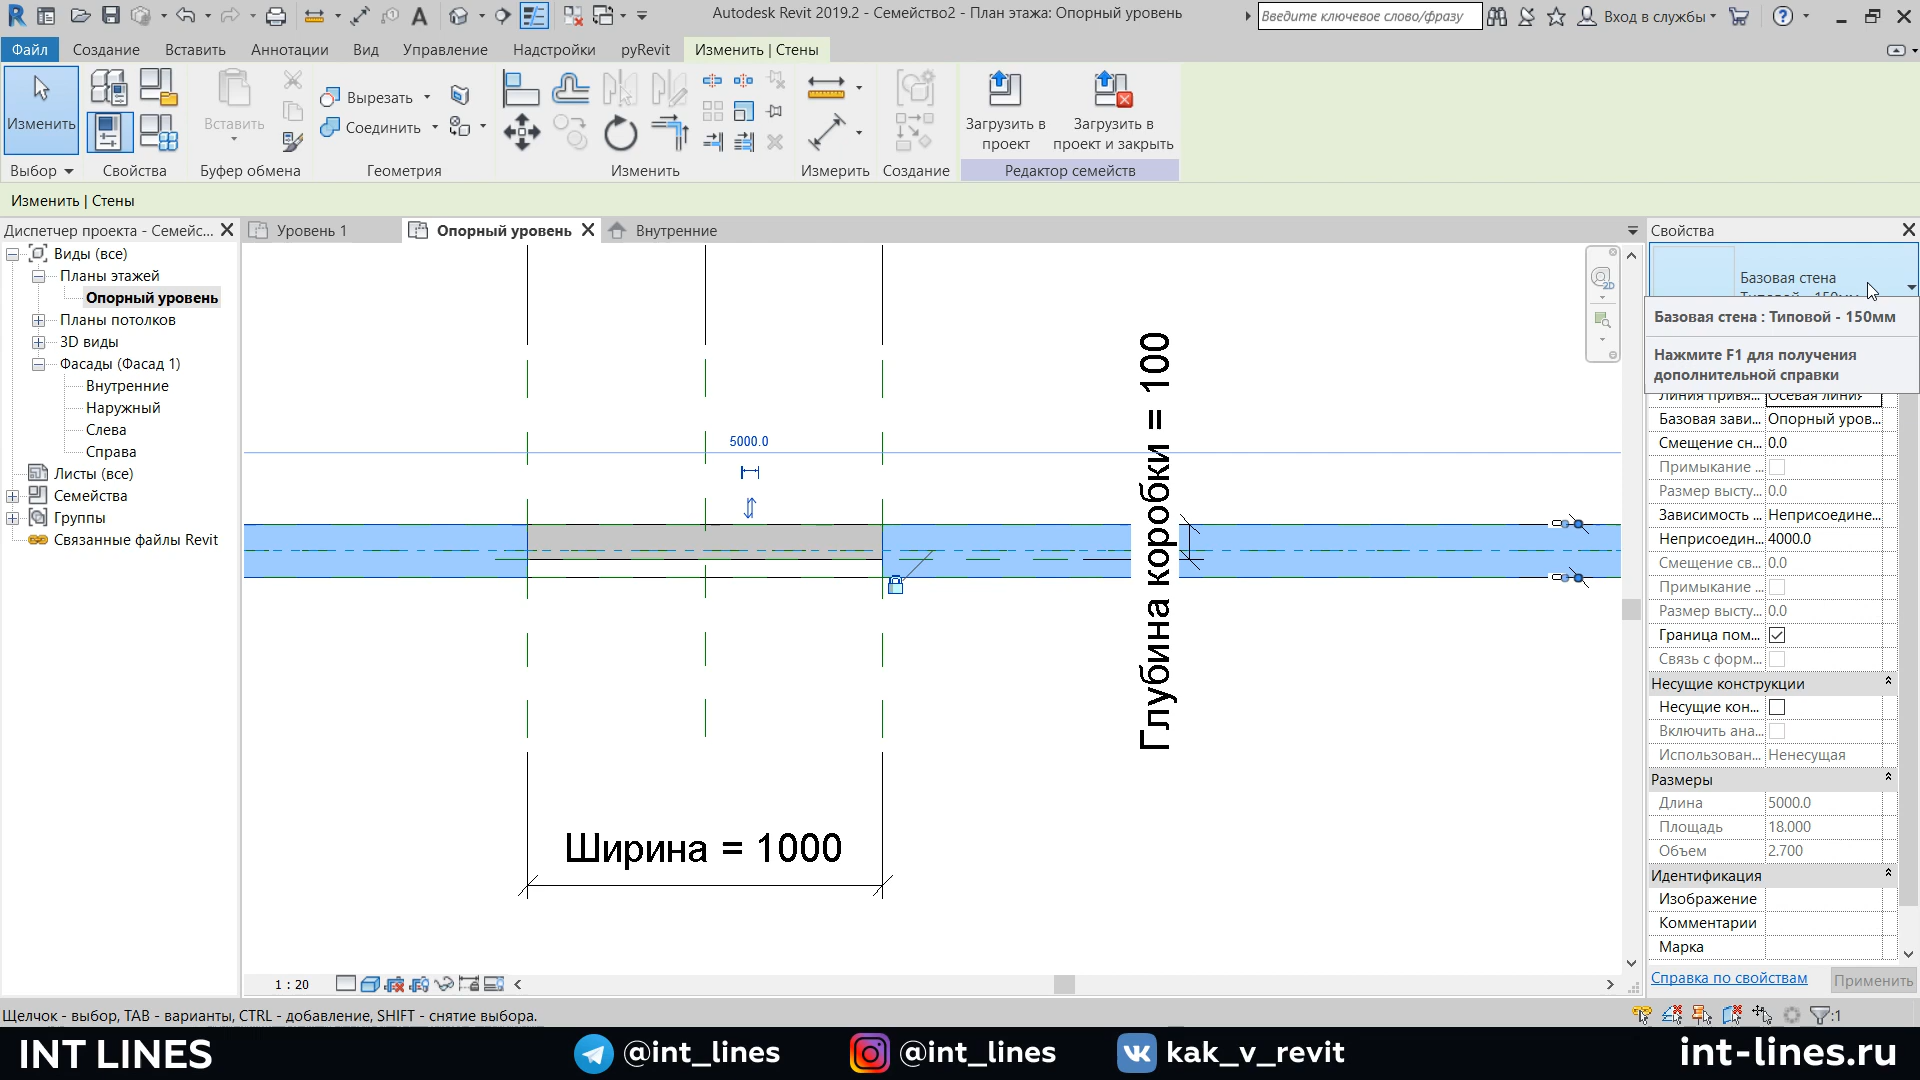 Autodesk Revit 2019.2 - Семейство2 - План этажа: Опорный уровень
Введите ключевое слово/фразу
Вход в службы
Файл
Создание
Вставить
Аннотации
Вид
Управление
Надстройки
pyRevit
Изменить | Стены
Изменить
Вставить
Вырезать
Соединить
Загрузить в проект
Загрузить в проект и закрыть
Выбор
Свойства
Буфер обмена
Геометрия
Изменить
Измерить
Создание
Редактор семейств
Изменить | Стены
Диспетчер проекта - Семейс...
Виды (все)
Планы этажей
Опорный уровень
Планы потолков
3D виды
Фасады (Фасад 1)
Внутренние
Наружный
Слева
Справа
Листы (все)
Семейства
Группы
Связанные файлы Revit
Уровень 1
Опорный уровень
Внутренние
2D
5000.0
Глубина коробки = 100
Ширина = 1000
Свойства
Базовая стена
Базовая стена : Типовой - 150мм
Нажмите F1 для получения
дополнительной справки
Линия привя... Осевая линия
Базовая зави... Опорный уров...
Смещение сн... 0.0
Примыкание ...
Размер высту... 0.0
Зависимость ... Неприсоедине...
Неприсоедин... 4000.0
Смещение св... 0.0
Примыкание ...
Размер высту... 0.0
Граница пом...
Связь с форм...
Несущие конструкции
Несущие кон...
Включить ана...
Использован... Ненесущая
Размеры
Длина 5000.0
Площадь 18.000
Объем 2.700
Идентификация
Изображение
Комментарии
Марка
Справка по свойствам
Применить
1 : 20
Щелчок - выбор, TAB - варианты, CTRL - добавление, SHIFT - снятие выбора.
:1
INT LINES
@int_lines
@int_lines
kak_v_revit
int-lines.ru